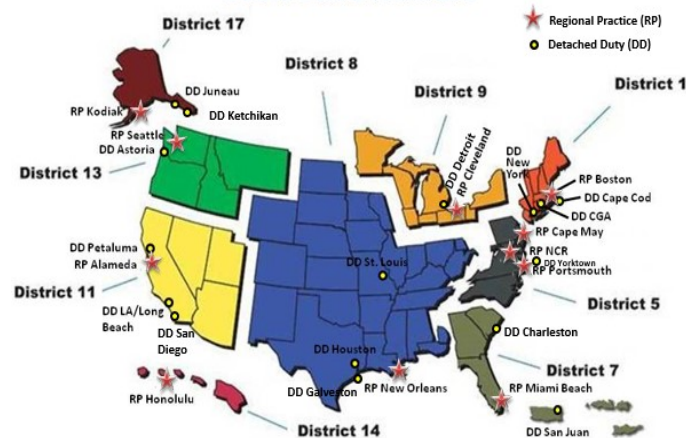 Regional Practice (RP)
Detached Duty (DD)
District 17
District 8
District 9
District 1
DD Juneau
RP Kodiak
DD Ketchikan
RP Seattle
DD Astoria
District 13
DD Detroit
RP Cleveland
DD
New
York
RP Boston
DD Cape Cod
DD CGA
RP Cape May
RP NCR
DD Yorktown
RP Portsmouth
District 5
DD Petaluma
RP Alameda
District 11
DD LA/Long
Beach
DD San
Diego
DD St. Louis
DD Houston
DD Galveston
RP New Orleans
DD Charleston
District 7
RP Miami Beach
DD San Juan
RP Honolulu
District 14